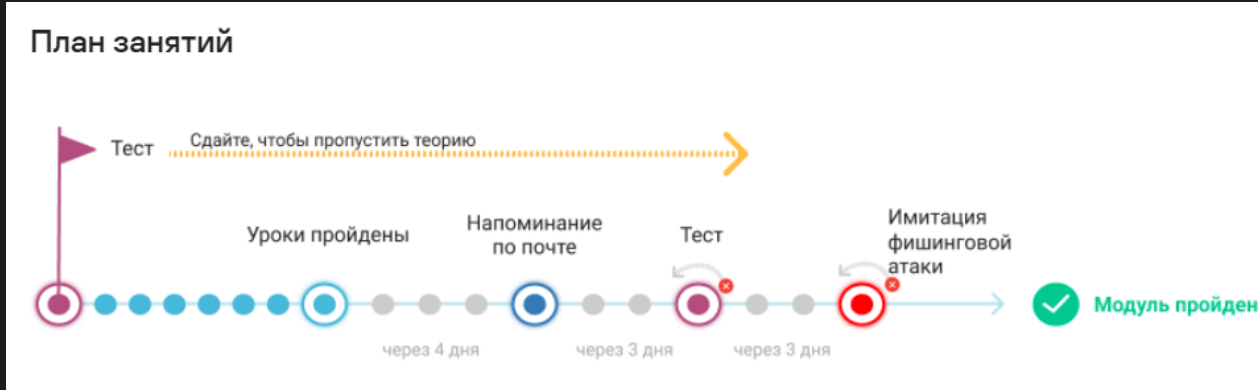 План занятий
Тест
Сдайте, чтобы пропустить теорию
Уроки пройдены
Напоминание
по почте
Тест
Имитация
фишинговой
атаки
Модуль пройден
через 4 дня
через 3 дня
через 3 дня